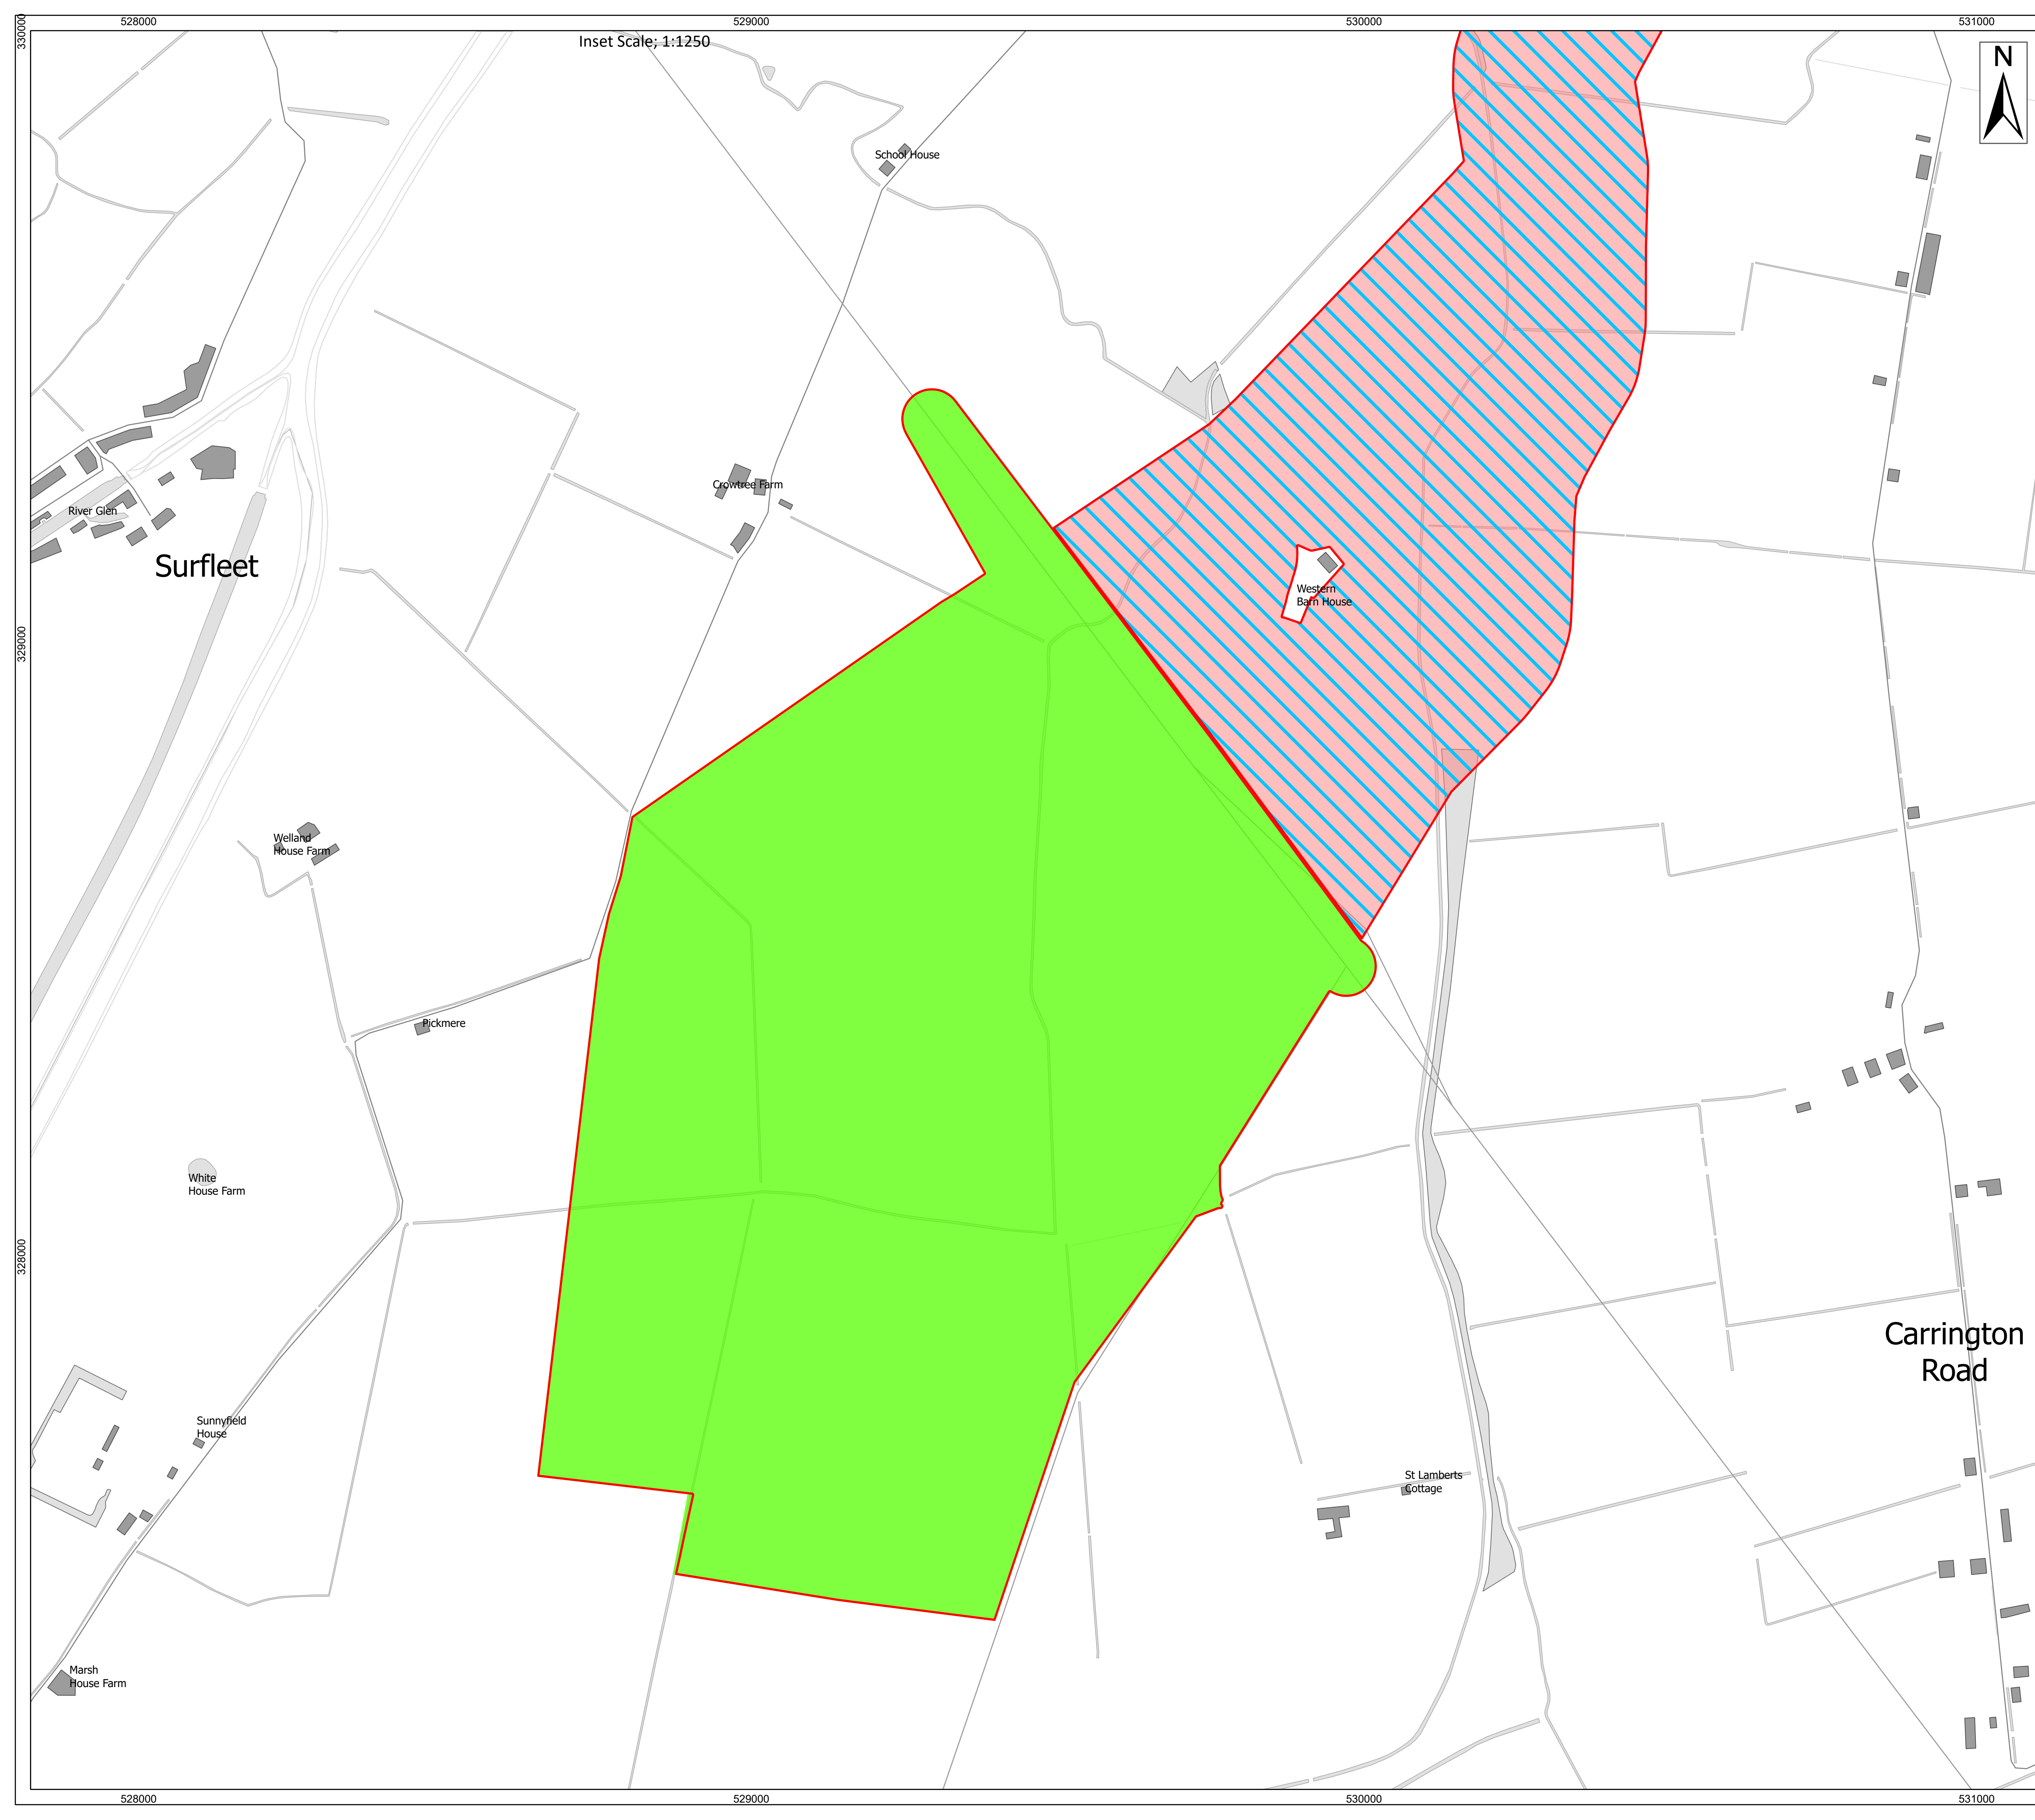 528000
529000
530000
531000
330000
Inset Scale; 1:1250
N
School House
Crowtree Farm
River Glen
Surfleet
Western
Barn House
329000
Welland
House Farm
Pickmere
White
House Farm
328000
Carrington
Road
Sunnyfield
House
St Lamberts
Cottage
Marsh
House Farm
528000
529000
530000
531000